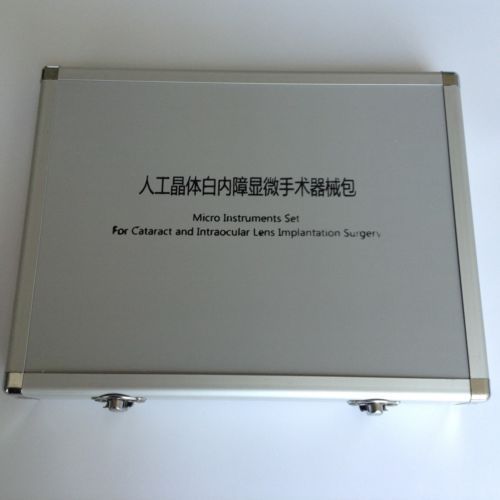 人工晶体白内障显微手术器械包
Micro Instruments Set
For Cataract and Intraocular Lens Implantation Surgery